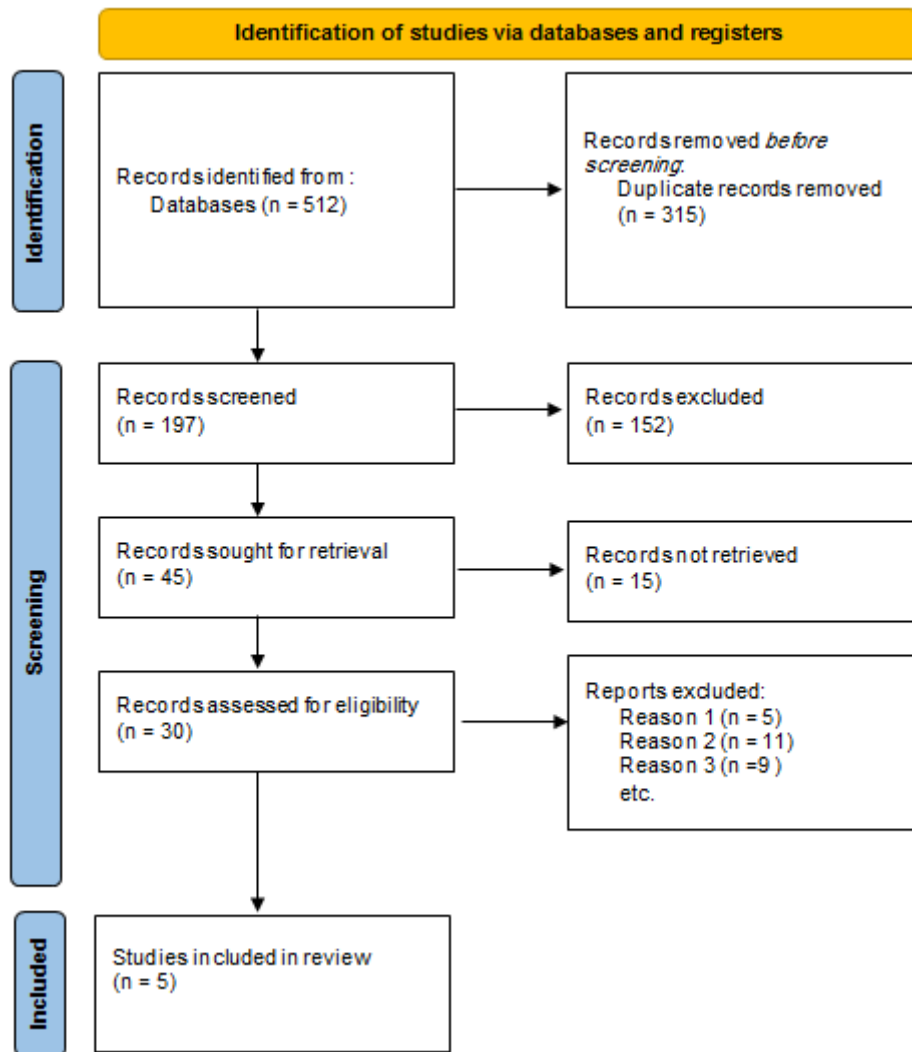 Identification of studies via databases and registers
Identification
Records identified from :
Databases (n = 512)
Records removed before
screening:
Duplicate records removed
(n = 315)
Screening
Records screened
(n = 197)
Records excluded
(n = 152)
Records sought for retrieval
(n = 45)
Records not retrieved
(n = 15)
Records assessed for eligibility
(n = 30)
Reports excluded:
Reason 1 (n = 5)
Reason 2 (n = 11)
Reason 3 (n =9 )
etc.
Included
Studies included in review
(n = 5)